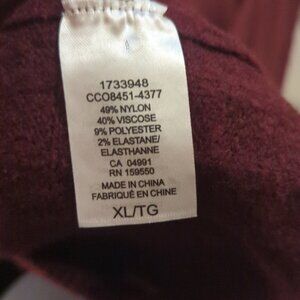 1733948
CCO8451-4377
49% NYLON
40% VISCOSE
9% POLYESTER
2% ELASTANE/
ELASTHANNE
CA 04991
RN 159550
MADE IN CHINA
FABRIQUÉ EN CHINE
XL/TG